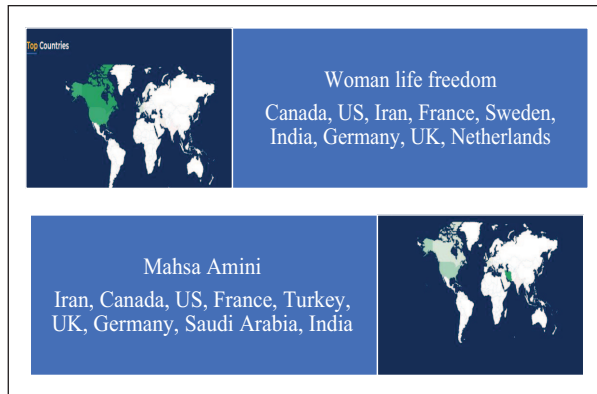 Top Countries
Woman life freedom
Canada, US, Iran, France, Sweden,
India, Germany, UK, Netherlands
Mahsa Amini
Iran, Canada, US, France, Turkey,
UK, Germany, Saudi Arabia, India